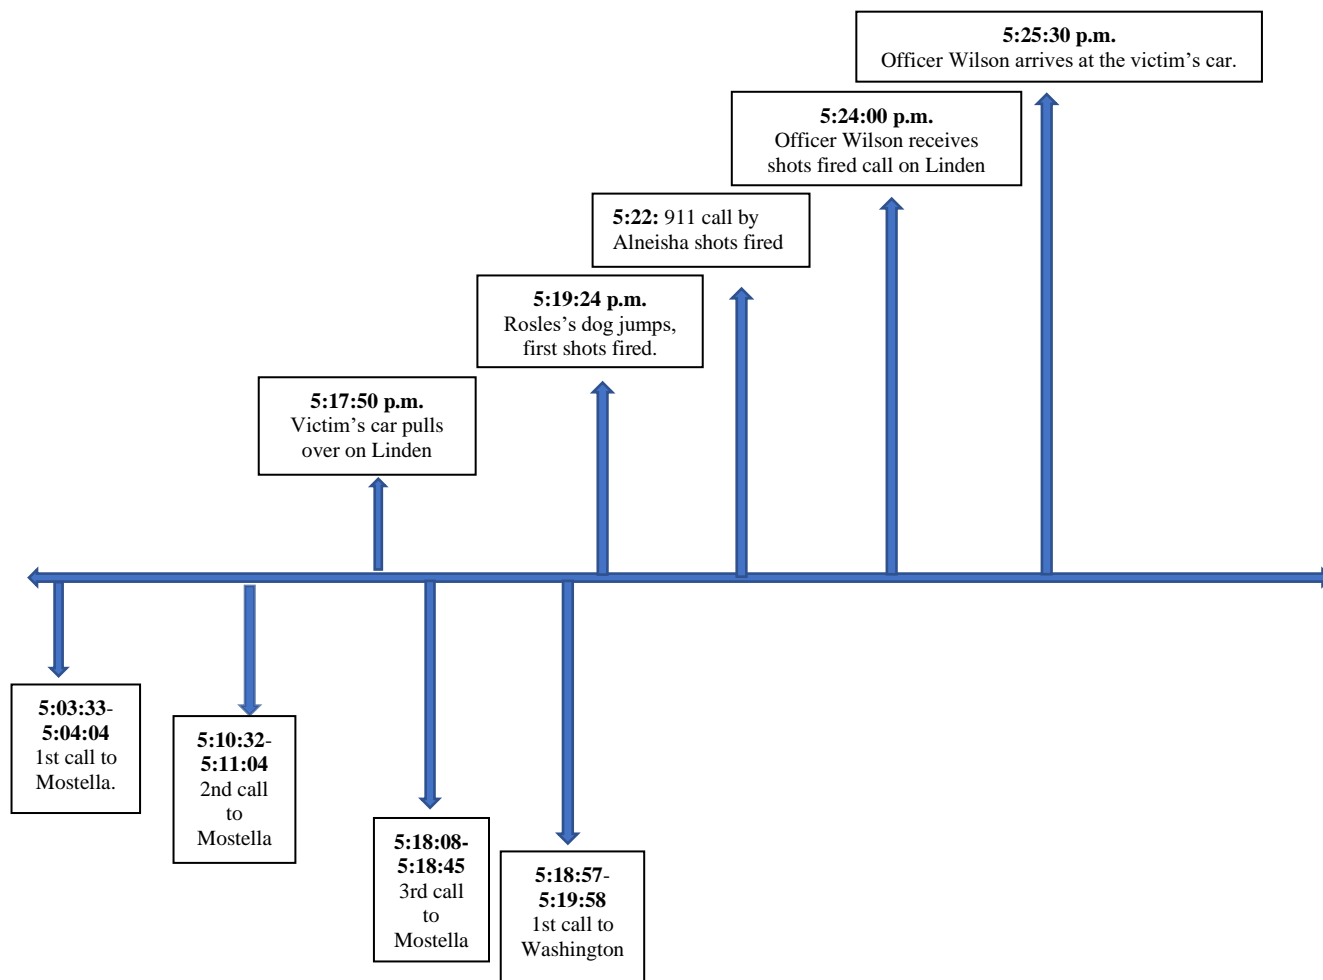 5:25:30 p.m.
Officer Wilson arrives at the victim’s car.
5:24:00 p.m.
Officer Wilson receives
shots fired call on Linden
5:22: 911 call by
Alneisha shots fired
5:19:24 p.m.
Rosles’s dog jumps,
first shots fired.
5:17:50 p.m.
Victim’s car pulls
over on Linden
5:03:33-
5:04:04
1st call to
Mostella.
5:10:32-
5:11:04
2nd call
to
Mostella
5:18:08-
5:18:45
3rd call
to
Mostella
5:18:57-
5:19:58
1st call to
Washington